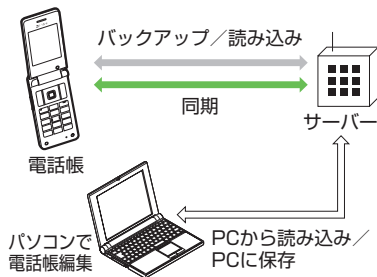 バックアップ／読み込み
同期
サーバー
電話帳
パソコンで
電話帳編集
PCから読み込み／
PCに保存